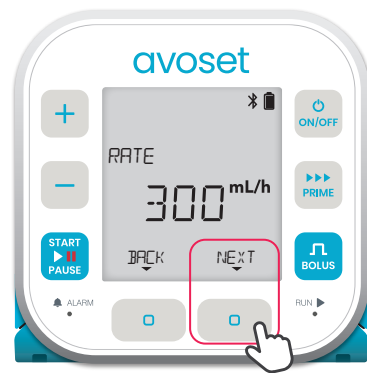 avoset
+
ON/OFF
RATE
300 mL/h
−
PRIME
START
PAUSE
BACK
NEXT
BOLUS
ALARM
RUN